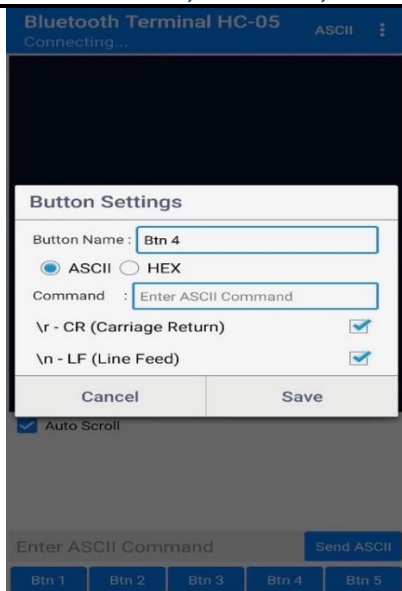 Bluetooth Terminal HC-05 ASCII
Connecting...
Button Settings
Button Name : Btn 4
ASCII HEX
Command : Enter ASCII Command
\r - CR (Carriage Return)
\n - LF (Line Feed)
Cancel Save
Auto Scroll
Enter ASCII Command Send ASCII
Btn 1 Btn 2 Btn 3 Btn 4 Btn 5